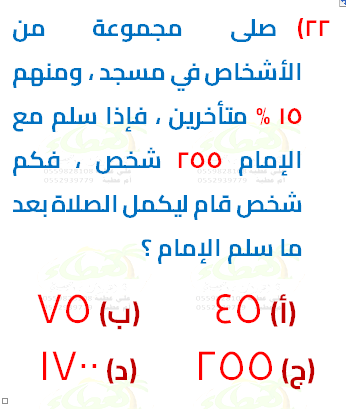 ٢٢) صلى مجموعة من
الأشخاص في مسجد ، ومنهم
١٥ % متأخرين ، فإذا سلم مع
الإمام ٢٥٥ شخص ، فكم
شخص قام ليكمل الصلاة بعد
ما سلم الإمام ؟
(أ) ٤٥ (ب) ٧٥
(ج) ٢٥٥ (د) ١٧٠٠